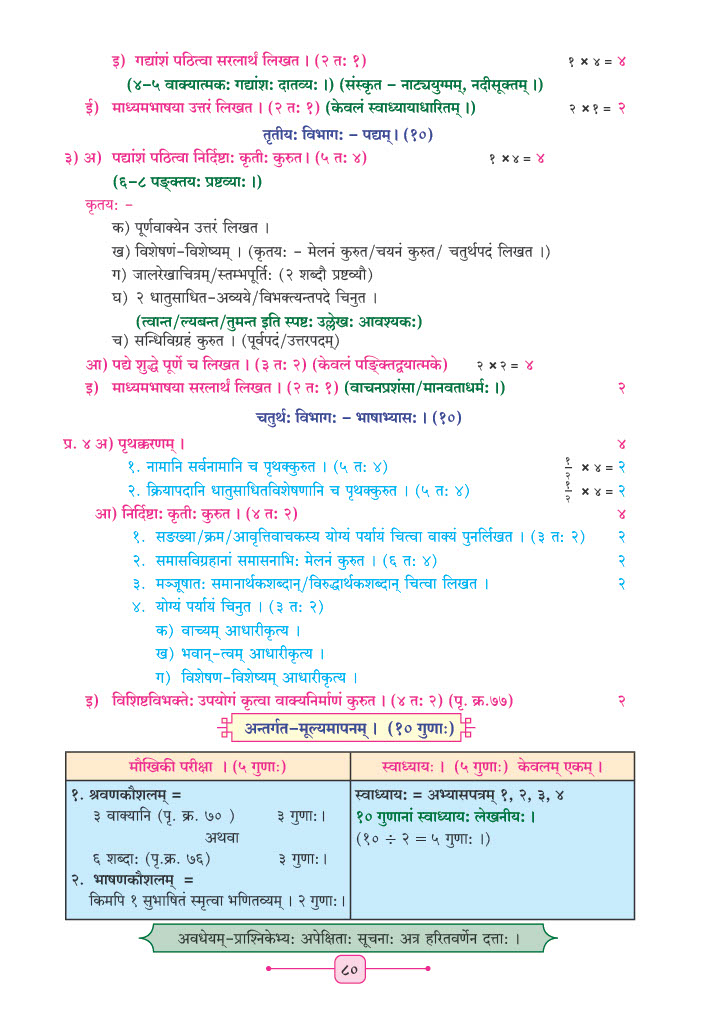 इ) गद्यांशं पठित्वा सरलार्थं लिखत । (२ त: १) १ × ४ = ४
(४–५ वाक्यात्मक: गद्यांश: दातव्य: ।) (संस्कृत – नाट्ययुग्मम्, नदीसूक्तम् ।)
ई) माध्यमभाषया उत्तरं लिखत । (२ त: १) (केवलं स्वाध्यायाधारितम् ।) २ × १ = २
तृतीय: विभाग: – पद्यम् । (१०)
३) अ) पद्यांशं पठित्वा निर्दिष्टा: कृती: कुरुत । (५ त: ४) १ × ४ = ४
(६–८ पङ्क्तय: प्रष्टव्या: ।)
कृतय: –
क) पूर्णवाक्येन उत्तरं लिखत ।
ख) विशेषणं-विशेष्यम् । (कृतय: – मेलनं कुरुत/चयनं कुरुत/ चतुर्थपदं लिखत ।)
ग) जालरेखाचित्रम्/स्तम्भपूर्ति: (२ शब्दौ प्रष्टव्यौ)
घ) २ धातुसाधित-अव्यये/विभक्त्यन्तपदे चिनुत ।
(त्वान्त/ल्यबन्त/तुमन्त इति स्पष्ट: उल्लेख: आवश्यक:)
च) सन्धिविग्रहं कुरुत । (पूर्वपदं/उत्तरपदम्)
आ) पद्ये शुद्धे पूर्णे च लिखत । (३ त: २) (केवलं पङ्क्तिद्वयात्मके) २ × २ = ४
इ) माध्यमभाषया सरलार्थं लिखत । (२ त: १) (वाचनप्रशंसा/मानवताधर्म: ।) २
चतुर्थ: विभाग: – भाषाभ्यास: । (१०)
प्र. ४ अ) पृथक्करणम् । ४
१. नामानि सर्वनामानि च पृथक्कुरुत । (५ त: ४) १/२ × ४ = २
२. क्रियापदानि धातुसाधितविशेषणानि च पृथक्कुरुत । (५ त: ४) १/२ × ४ = २
आ) निर्दिष्टा: कृती: कुरुत । (४ त: २) ४
१. सङख्या/क्रम/आवृत्तिवाचकस्य योग्यं पर्यायं चित्वा वाक्यं पुनर्लिखत । (३ त: २) २
२. समासविग्रहानां समासनाभि: मेलनं कुरुत । (६ त: ४) २
३. मञ्जूषात: समानार्थकशब्दान्/विरुद्धार्थकशब्दान् चित्वा लिखत । २
४. योग्यं पर्यायं चिनुत । (३ त: २)
क) वाच्यम् आधारीकृत्य ।
ख) भवान्-त्वम् आधारीकृत्य ।
ग) विशेषण-विशेष्यम् आधारीकृत्य ।
इ) विशिष्टविभक्ते: उपयोगं कृत्वा वाक्यनिर्माणं कुरुत । (४ त: २) (पृ. क्र.७७) २
अन्तर्गत-मूल्यमापनम् । (१० गुणा:)
मौखिकी परीक्षा । (५ गुणा:)
१. श्रवणकौशलम् =
३ वाक्यानि (पृ. क्र. ७० ) ३ गुणा: ।
अथवा
६ शब्दा: (पृ.क्र. ७६) ३ गुणा: ।
२. भाषणकौशलम् =
किमपि १ सुभाषितं स्मृत्वा भणितव्यम् । २ गुणा: ।
स्वाध्याय: । (५ गुणा:) केवलम् एकम् ।
स्वाध्याय: = अभ्यासपत्रम् १, २, ३, ४
१० गुणानां स्वाध्याय: लेखनीय: ।
(१० ÷ २ = ५ गुणा: ।)
अवधेयम्–प्राश्निकेभ्य: अपेक्षिता: सूचना: अत्र हरितवर्णेन दत्ता: ।
८०